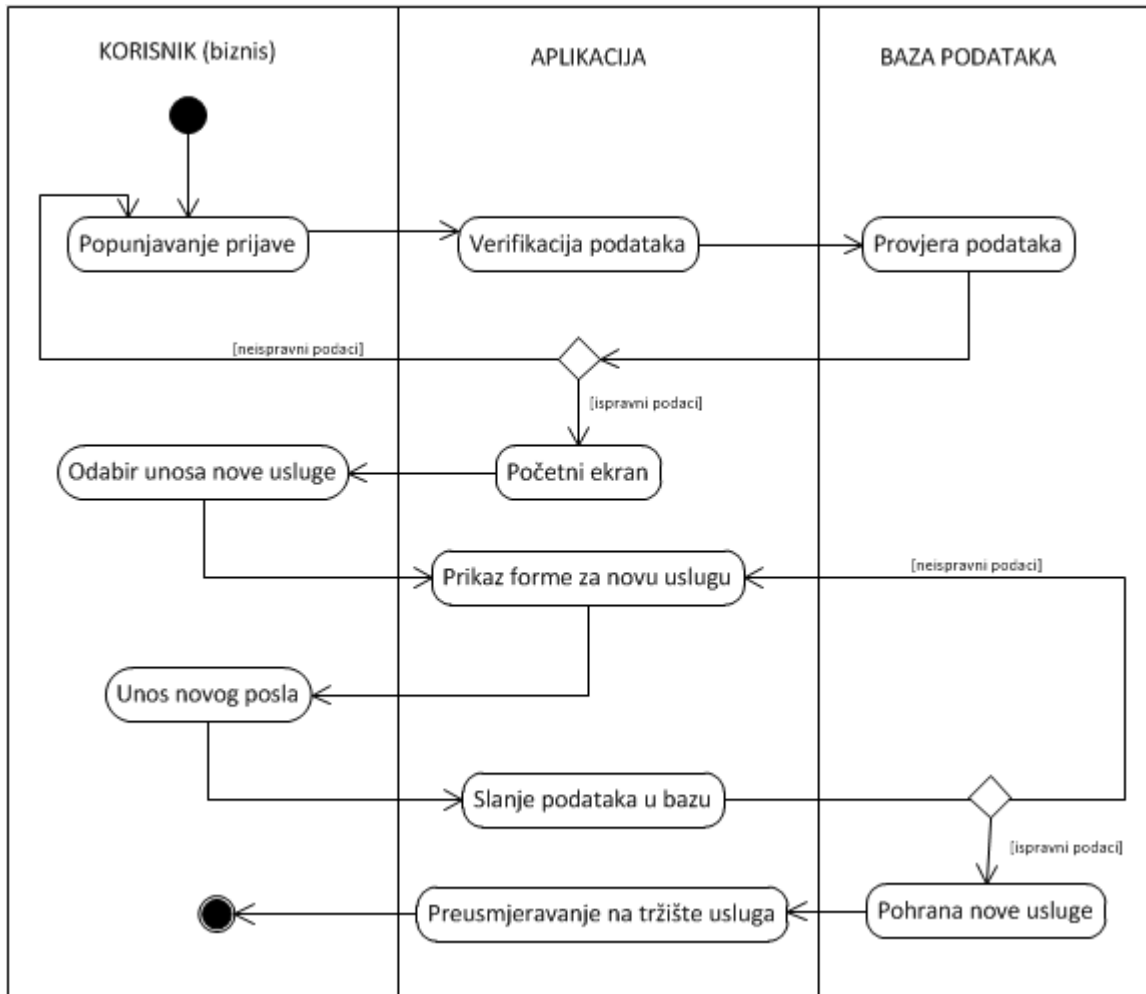 KORISNIK (biznis)
APLIKACIJA
BAZA PODATAKA
Popunjavanje prijave
Verifikacija podataka
Provjera podataka
[neispravni podaci]
[ispravni podaci]
Odabir unosa nove usluge
Početni ekran
Prikaz forme za novu uslugu
[neispravni podaci]
Unos novog posla
Slanje podataka u bazu
[ispravni podaci]
Preusmjeravanje na tržište usluga
Pohrana nove usluge